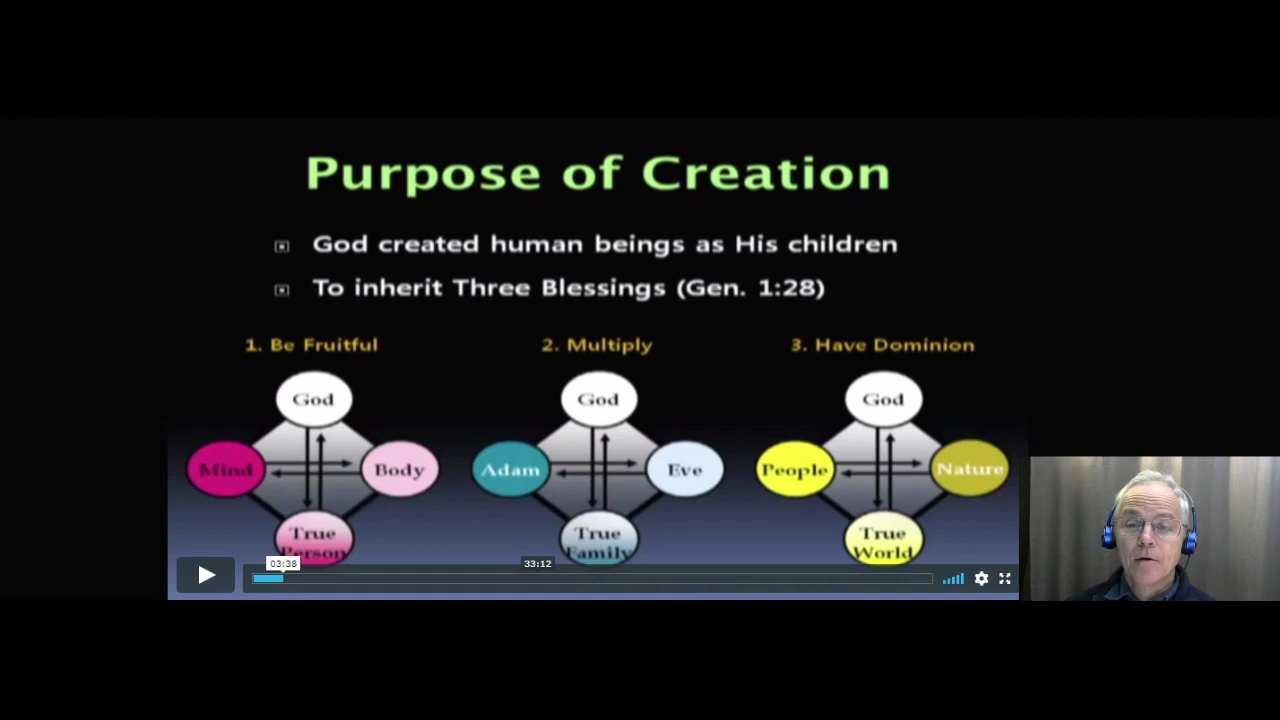 Purpose of Creation
God created human beings as His children
To inherit Three Blessings (Gen. 1:28)
1. Be Fruitful
2. Multiply
3. Have Dominion
God
Mind
Body
True
Person
God
Adam
Eve
True
Family
God
People
Nature
True
World
03:38
33:12